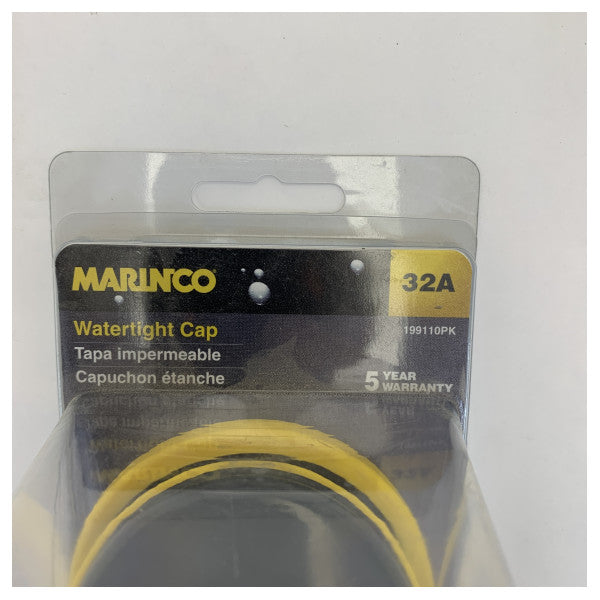 MARINCO
32A
Watertight Cap
199110PK
Tapa impermeable
Capuchon étanche
5 YEAR
WARRANTY